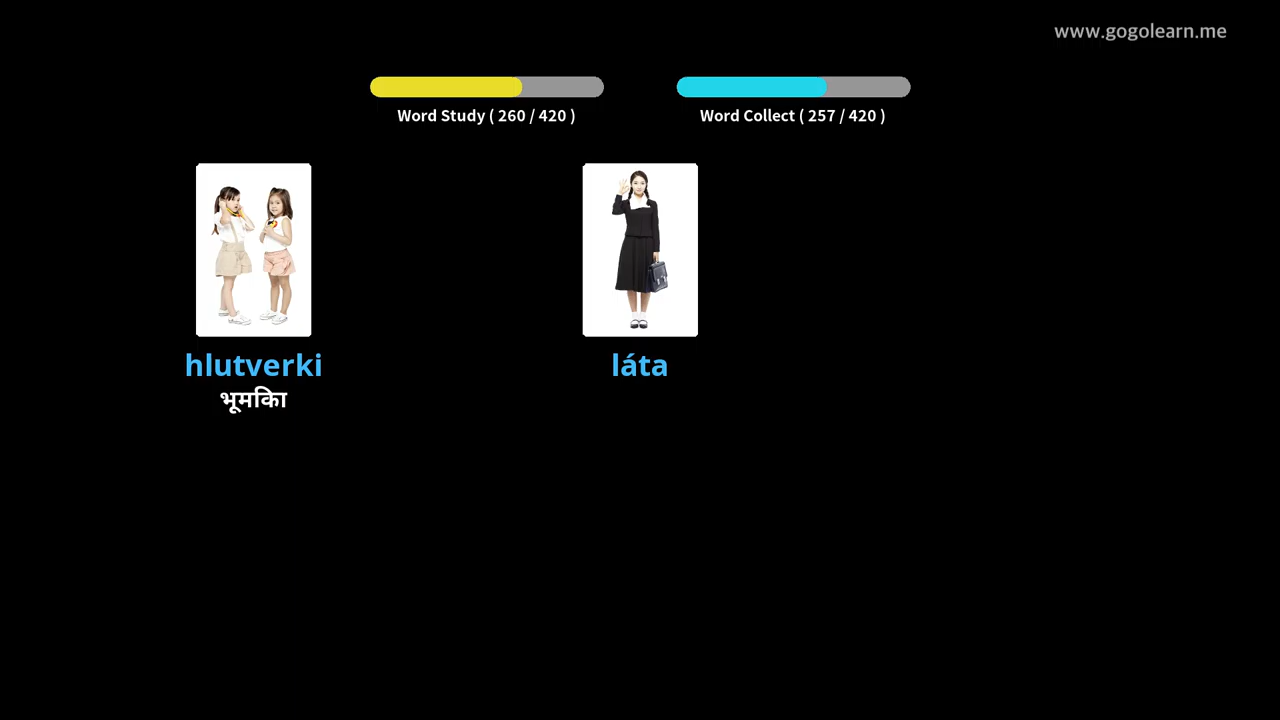 www.gogolearn.me
Word Study ( 260 / 420 )
Word Collect ( 257 / 420 )
hlutverki
भूमिका
láta